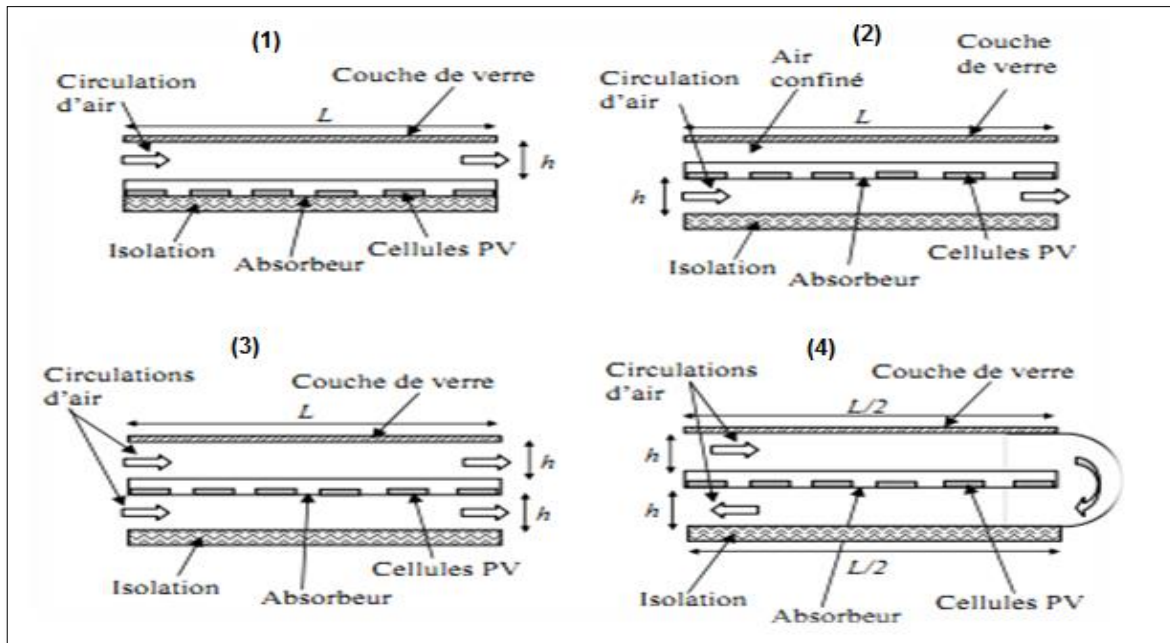 (1)
Circulation
d'air
Couche de verre
L
h
Isolation
Absorbeur
Cellules PV
(2)
Air
confiné
Couche
de verre
Circulation
d'air
L
h
Isolation
Absorbeur
Cellules PV
(3)
Circulations
d'air
Couche de verre
L
h
h
Isolation
Absorbeur
Cellules PV
(4)
Circulations
d'air
Couche de verre
L/2
h
h
Isolation
L/2
Absorbeur
Cellules PV